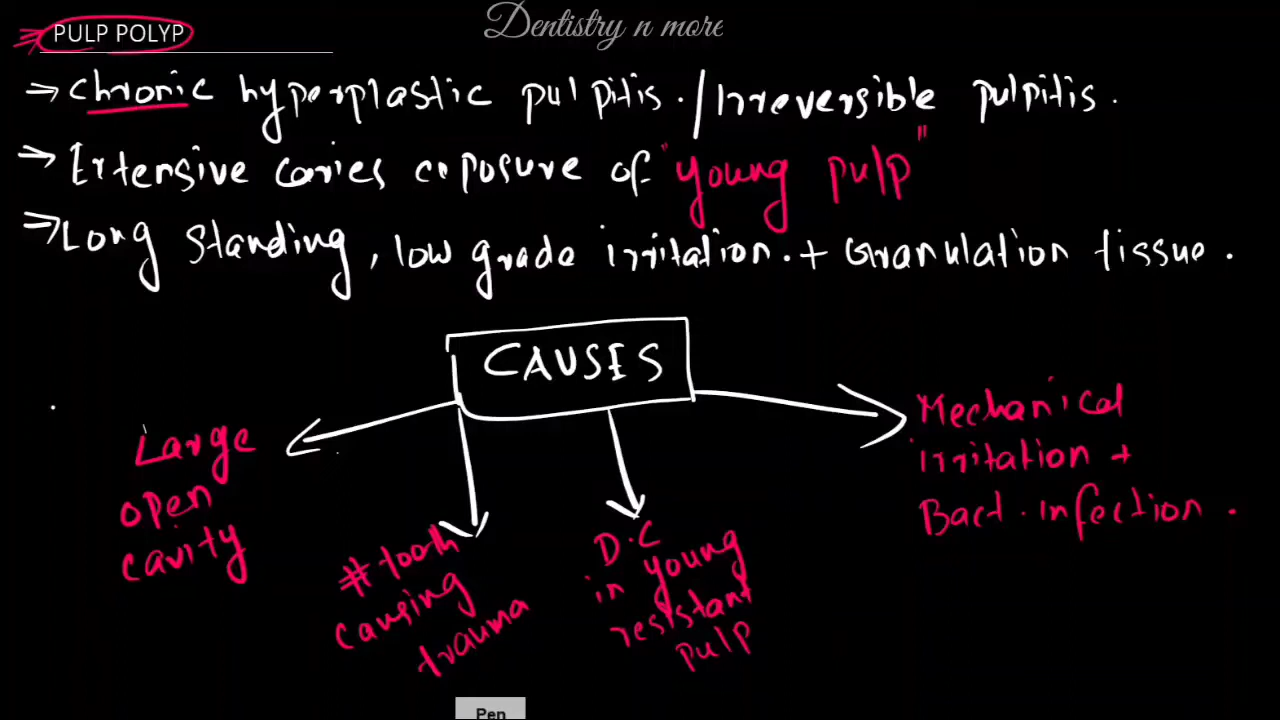 PULP POLYP
Dentistry n more
→ chronic hyperplastic pulpitis. / Irreversible pulpitis.
→ Extensive caries exposure of "young pulp"
→ Long standing, low grade irritation. + Granulation tissue.
CAUSES
Large
open
cavity
# tooth
causing
trauma
D.C
in young
resistant
pulp
Mechanical
irritation +
Bact. infection.
Pen